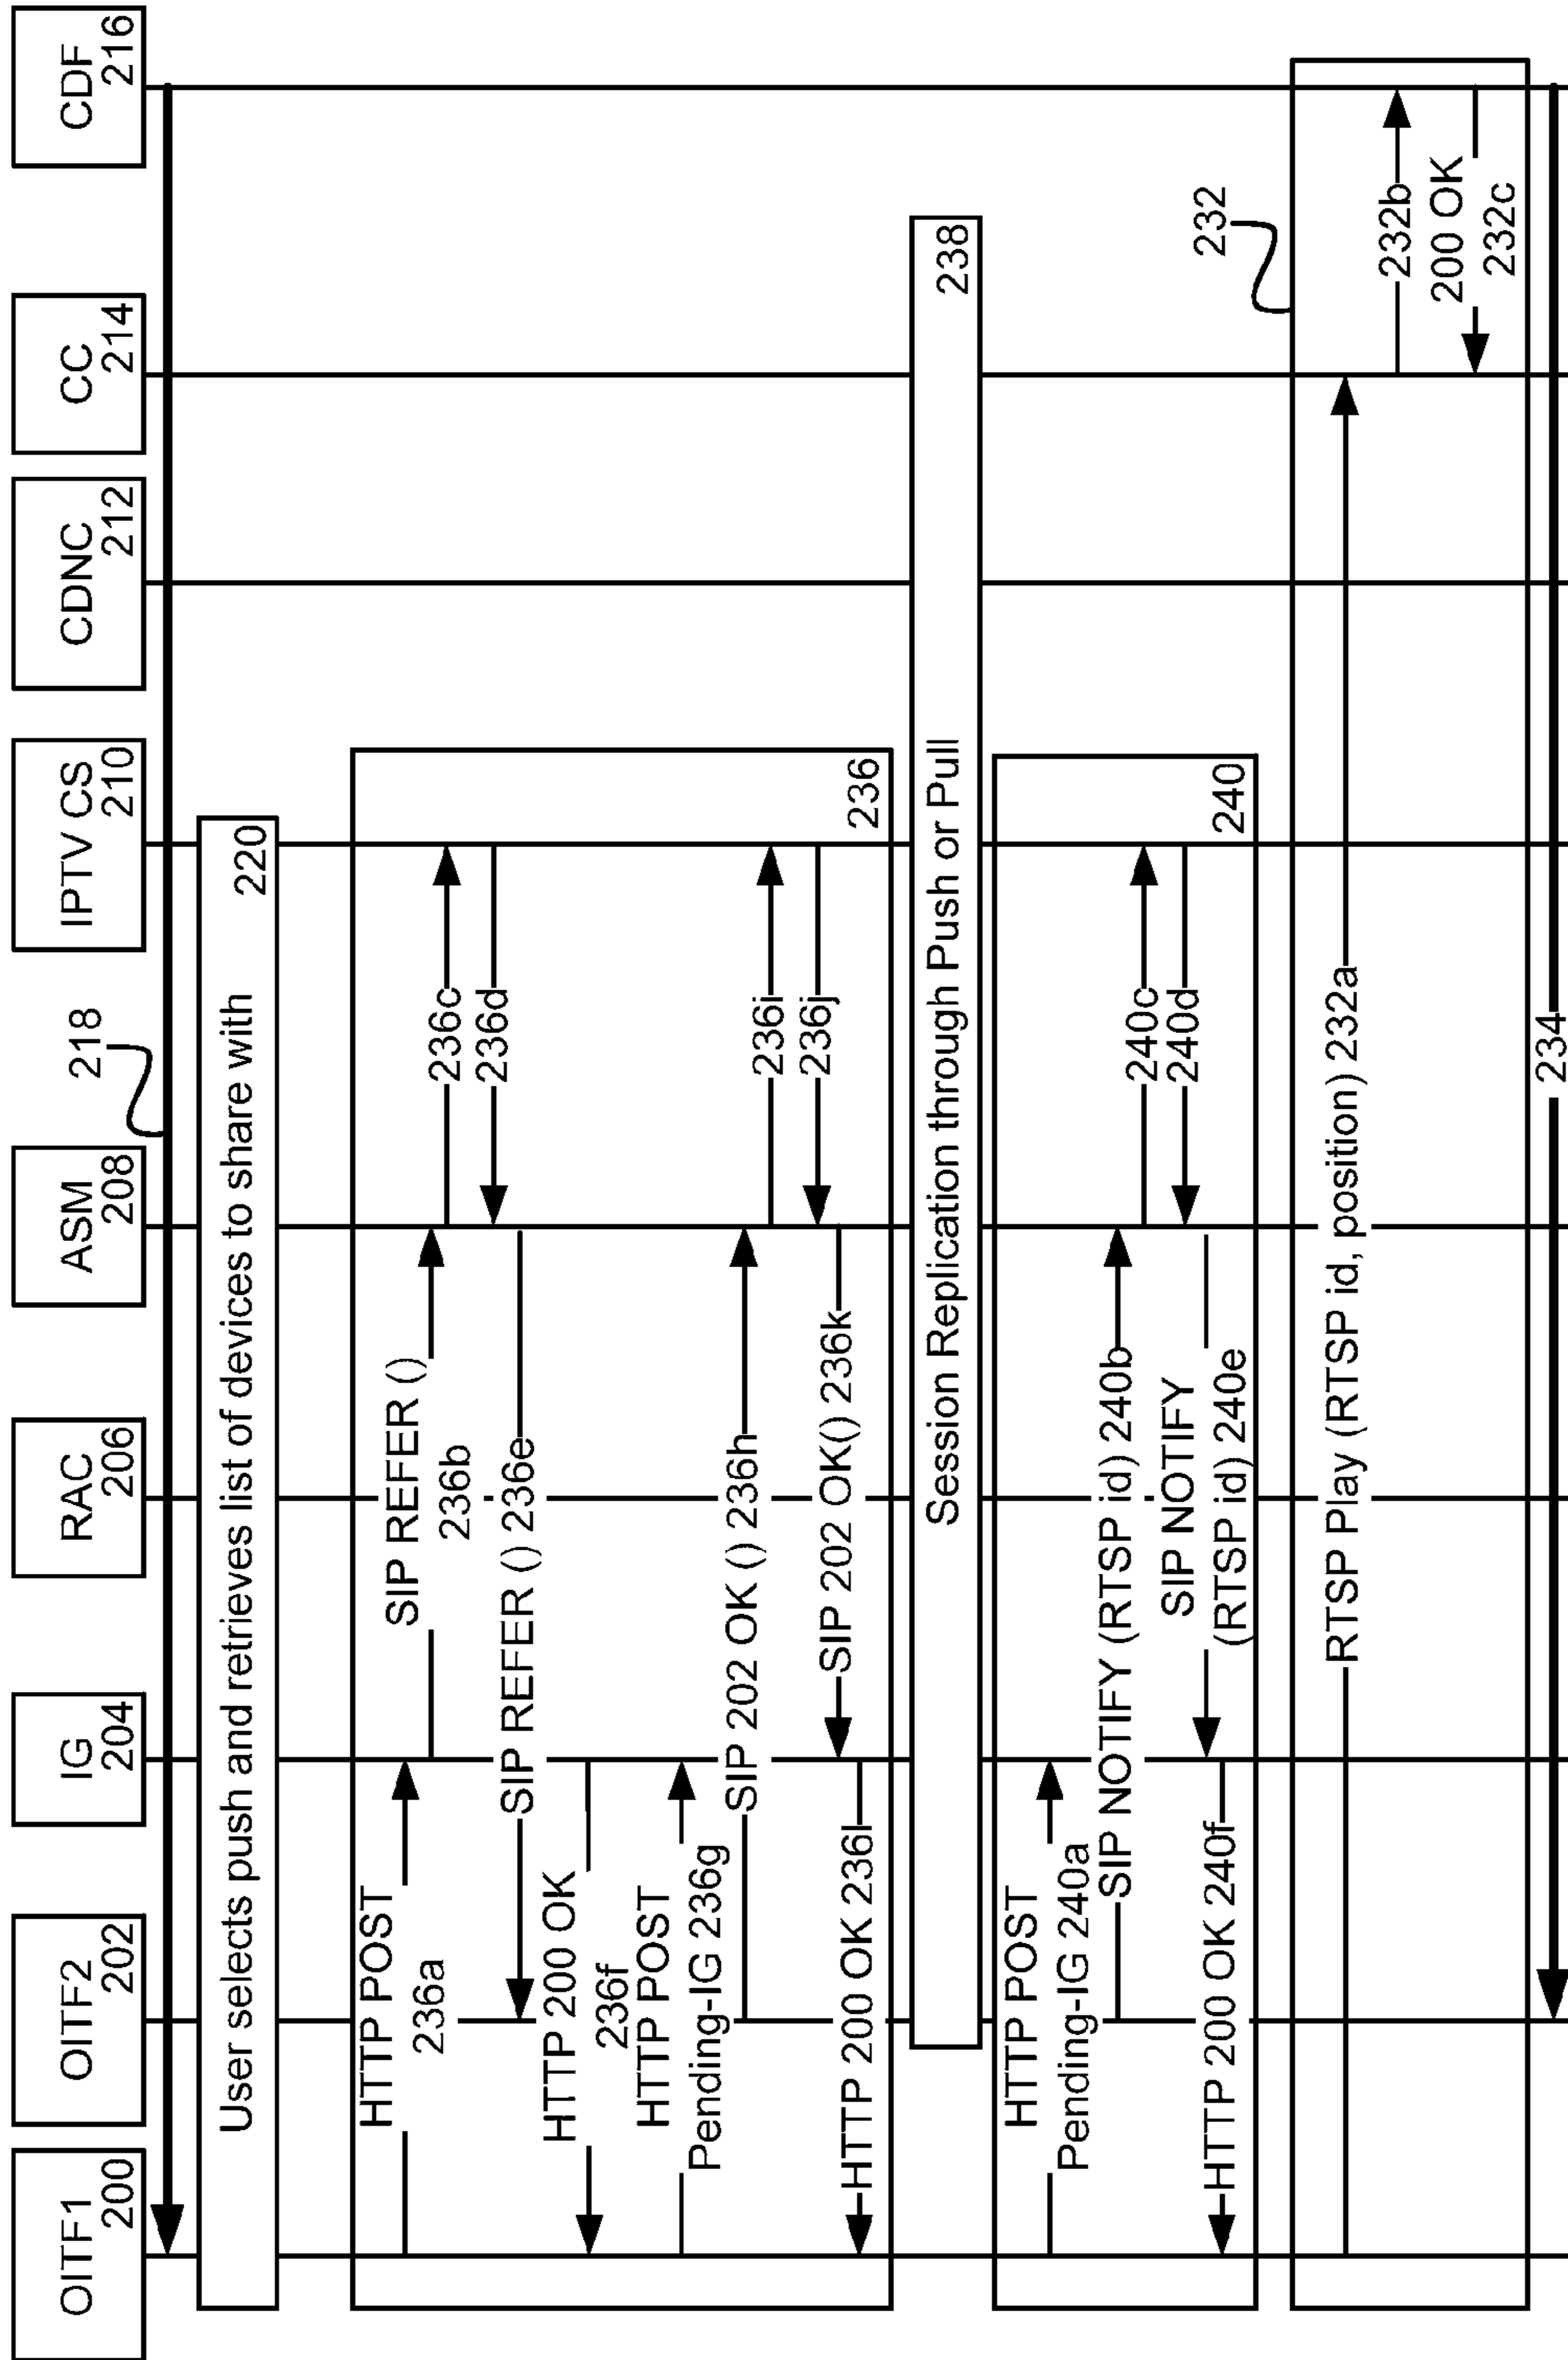 OITF1
200
OITF2
202
IG
204
RAC
206
ASM
208
IPTV CS
210
CDNC
212
CC
214
CDF
216
218
User selects push and retrieves list of devices to share with
220
HTTP POST
236a
SIP REFER ()
236b
236c
236d
SIP REFER () 236e
HTTP 200 OK
236f
HTTP POST
Pending-IG 236g
SIP 202 OK () 236h
236i
236j
SIP 202 OK() 236k
HTTP 200 OK 236l
236
Session Replication through Push or Pull
238
HTTP POST
Pending-IG 240a
SIP NOTIFY (RTSP id) 240b
240c
240d
SIP NOTIFY
(RTSP id) 240e
HTTP 200 OK 240f
240
232
RTSP Play (RTSP id, position) 232a
232b
200 OK
232c
234